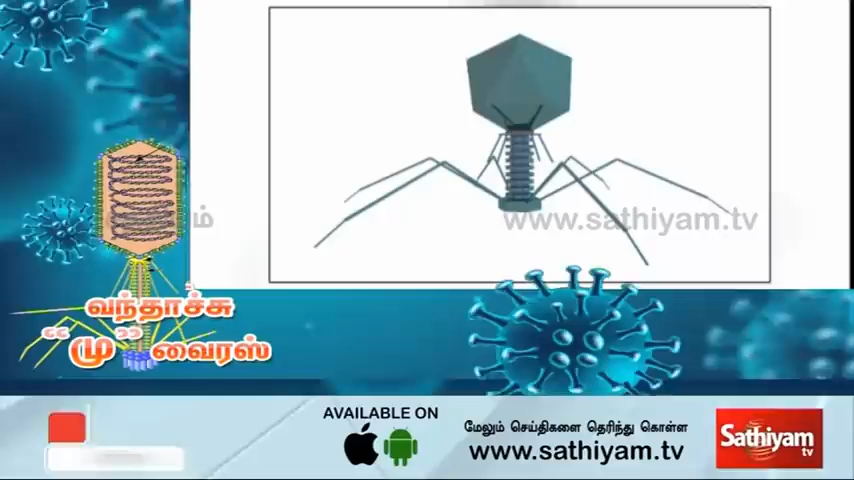 www.sathiyam.tv
வந்தாச்சு
“ மு ” வைரஸ்
AVAILABLE ON
மேலும் செய்திகளை தெரிந்து கொள்ள
www.sathiyam.tv
Sathiyam
tv